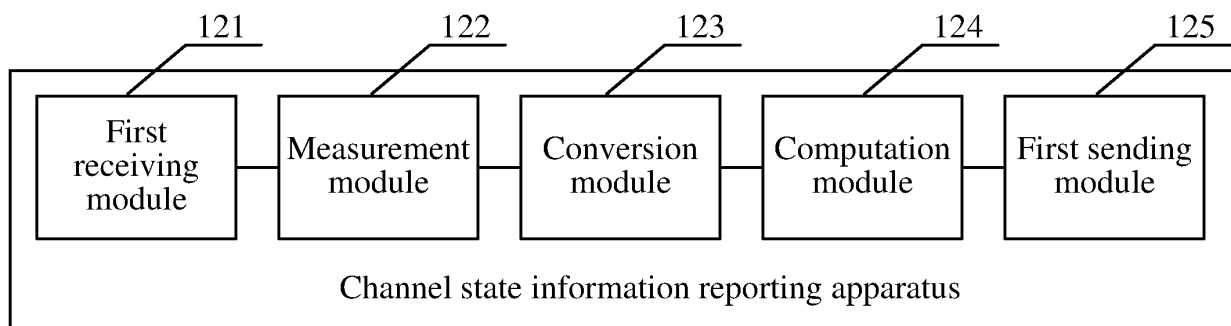 121
122
123
124
125
First
receiving
module
Measurement
module
Conversion
module
Computation
module
First sending
module
Channel state information reporting apparatus